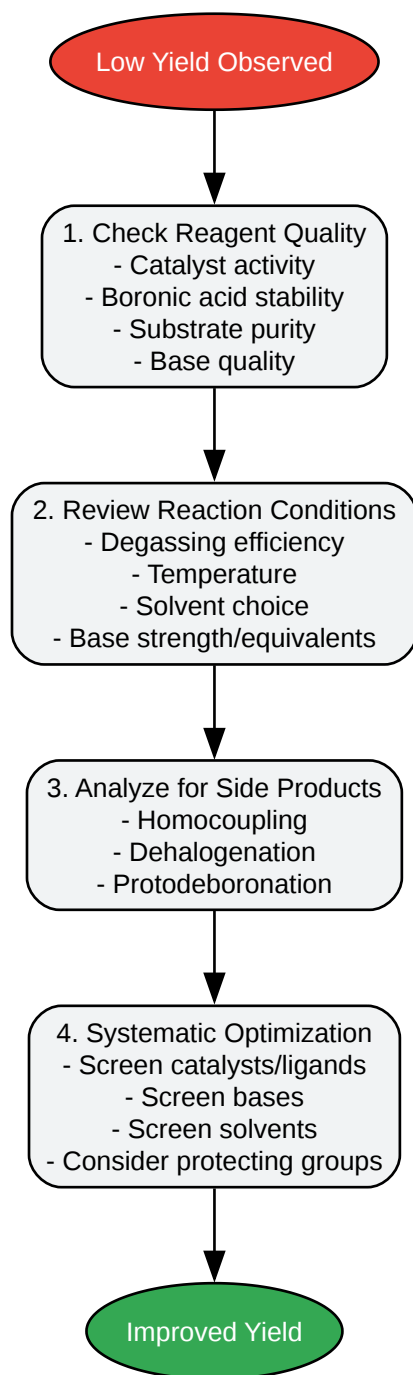 Low Yield Observed
1. Check Reagent Quality
- Catalyst activity
- Boronic acid stability
- Substrate purity
- Base quality
2. Review Reaction Conditions
- Degassing efficiency
- Temperature
- Solvent choice
- Base strength/equivalents
3. Analyze for Side Products
- Homocoupling
- Dehalogenation
- Protodeboronation
4. Systematic Optimization
- Screen catalysts/ligands
- Screen bases
- Screen solvents
- Consider protecting groups
Improved Yield